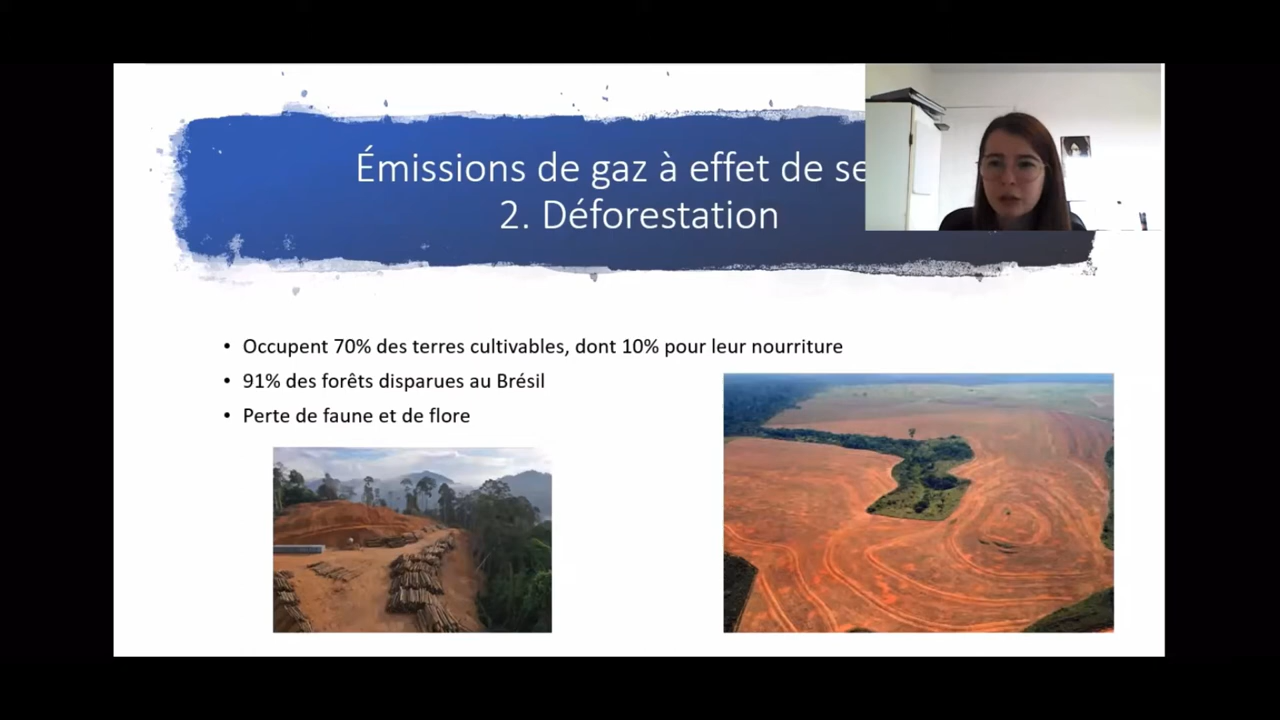 Émissions de gaz à effet de se
2. Déforestation
• Occupent 70% des terres cultivables, dont 10% pour leur nourriture
• 91% des forêts disparues au Brésil
• Perte de faune et de flore